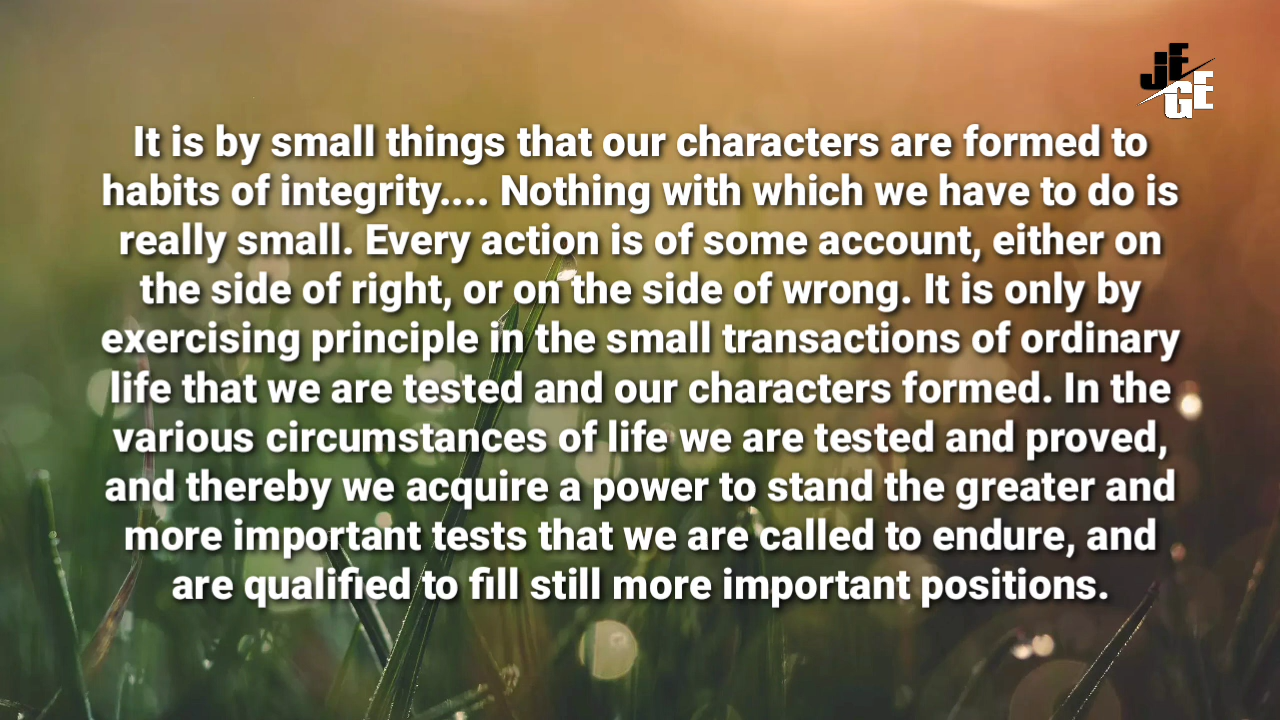 JF
GE
It is by small things that our characters are formed to
habits of integrity.... Nothing with which we have to do is
really small. Every action is of some account, either on
the side of right, or on the side of wrong. It is only by
exercising principle in the small transactions of ordinary
life that we are tested and our characters formed. In the
various circumstances of life we are tested and proved,
and thereby we acquire a power to stand the greater and
more important tests that we are called to endure, and
are qualified to fill still more important positions.